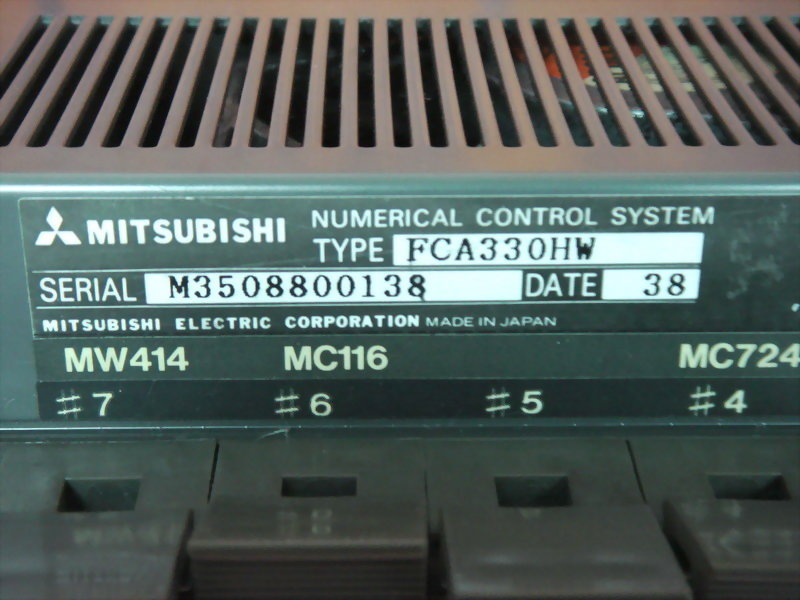 MITSUBISHI NUMERICAL CONTROL SYSTEM
TYPE FCA330HW
SERIAL M3508800138 DATE 38
MITSUBISHI ELECTRIC CORPORATION MADE IN JAPAN
MW414 MC116 MC724
#7 #6 #5 #4